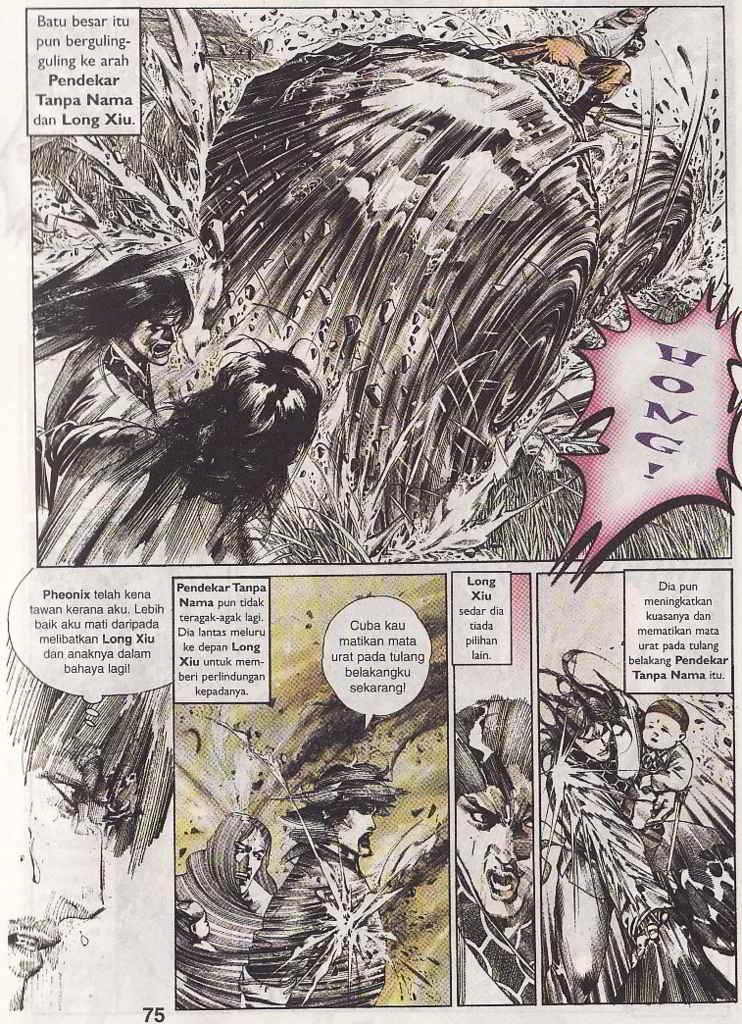 Batu besar itu
pun berguling-
guling ke arah
Pendekar
Tanpa Nama
dan Long Xiu.
HONG!
Pheonix telah kena
tawan kerana aku. Lebih
baik aku mati daripada
melibatkan Long Xiu
dan anaknya dalam
bahaya lagi!
Pendekar Tanpa
Nama pun tidak
teragak-agak lagi.
Dia lantas meluru
ke depan Long
Xiu untuk mem-
beri perlindungan
kepadanya.
Cuba kau
matikan mata
urat pada tulang
belakangku
sekarang!
Long
Xiu
sedar dia
tiada
pilihan
lain.
Dia pun
meningkatkan
kuasanya dan
mematikan mata
urat pada tulang
belakang Pendekar
Tanpa Nama itu.
75